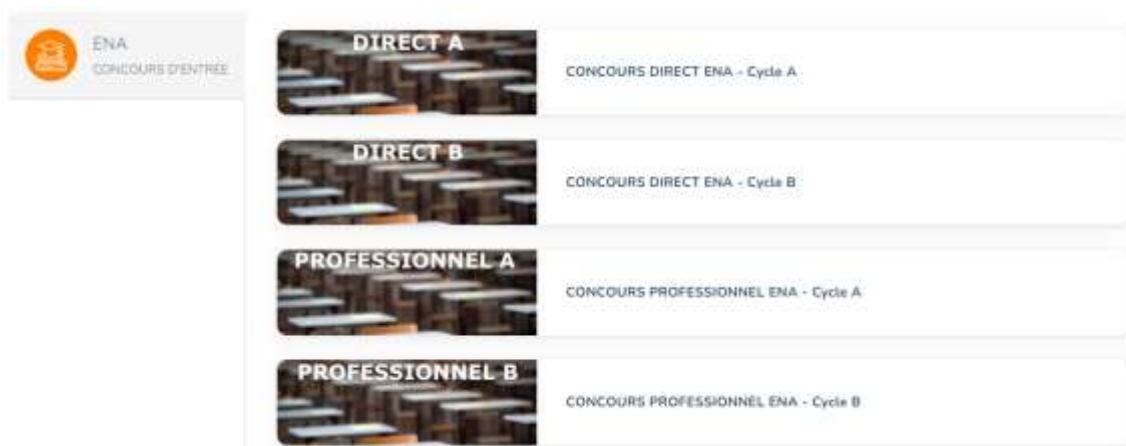 ENA
CONCOURS D'ENTRÉE
DIRECT A
CONCOURS DIRECT ENA - Cycle A
DIRECT B
CONCOURS DIRECT ENA - Cycle B
PROFESSIONNEL A
CONCOURS PROFESSIONNEL ENA - Cycle A
PROFESSIONNEL B
CONCOURS PROFESSIONNEL ENA - Cycle B